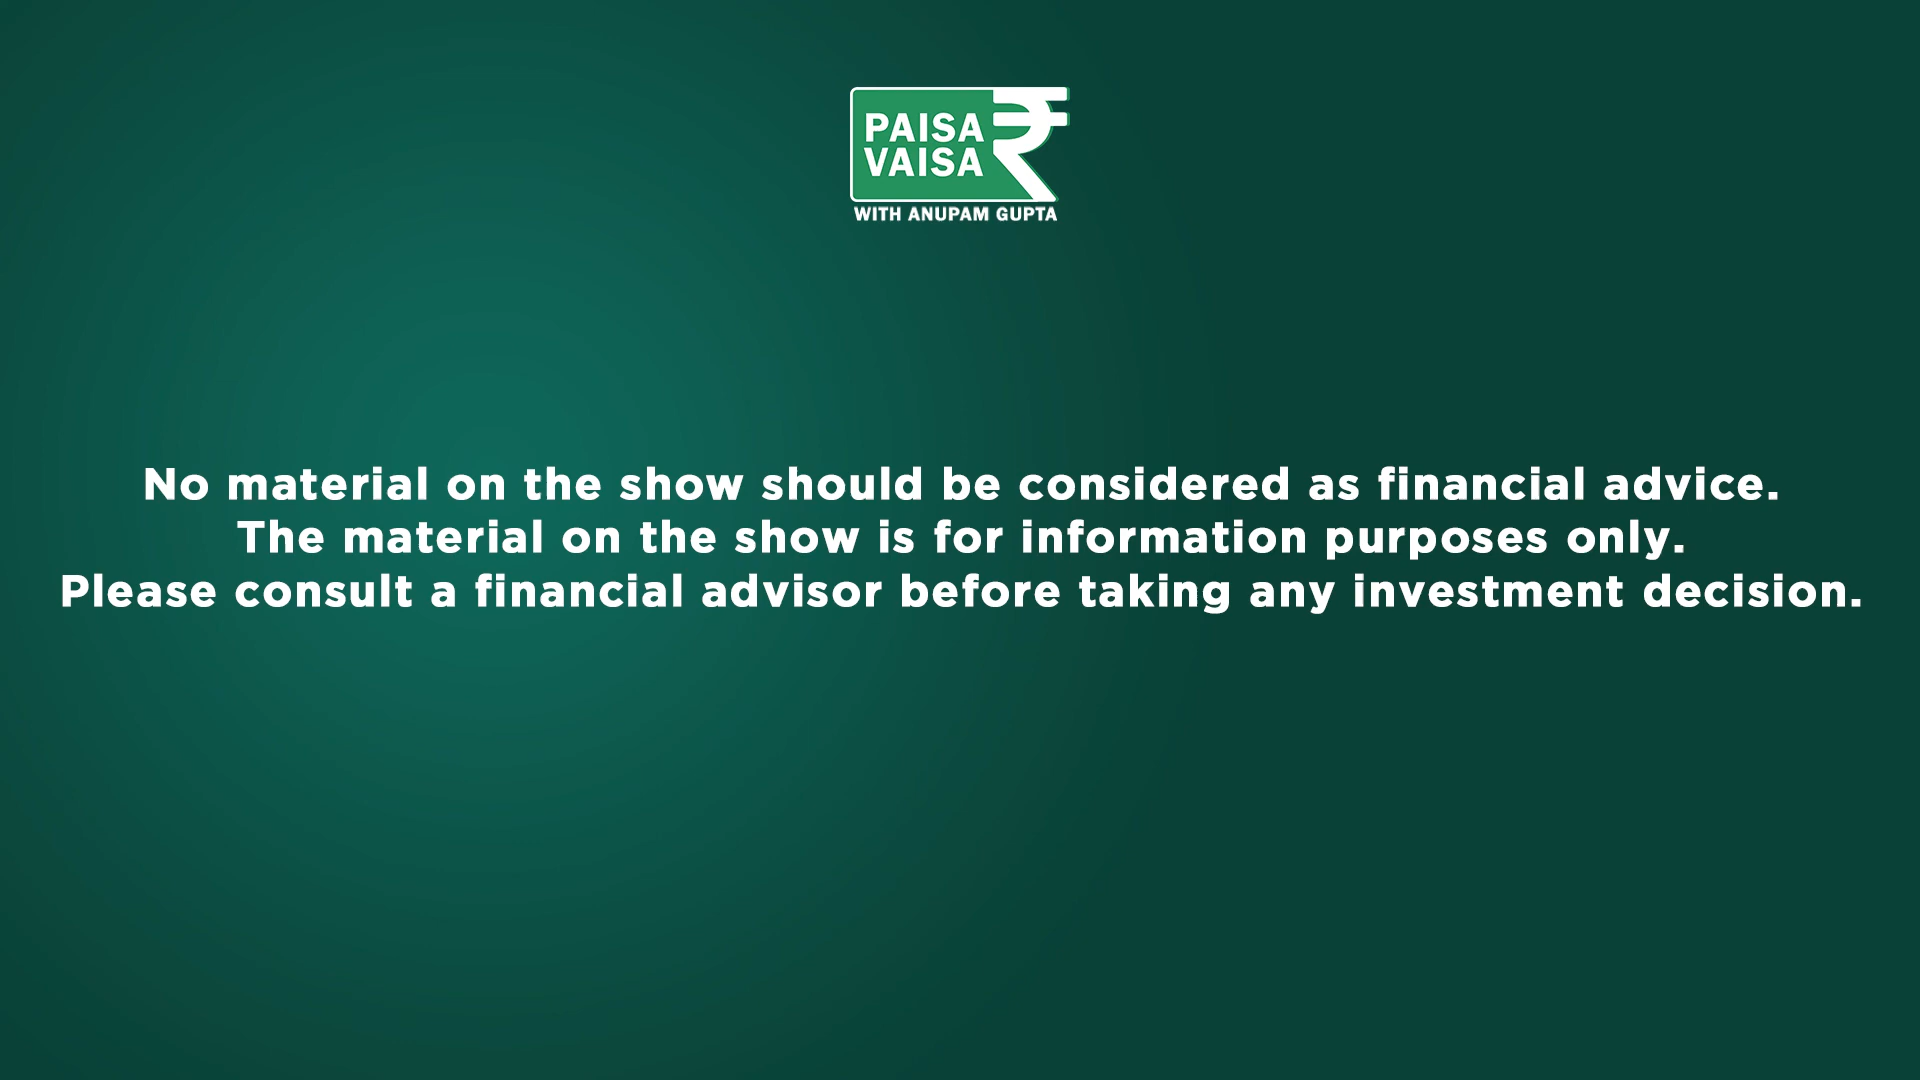 PAISA
VAISA
WITH ANUPAM GUPTA
No material on the show should be considered as financial advice.
The material on the show is for information purposes only.
Please consult a financial advisor before taking any investment decision.